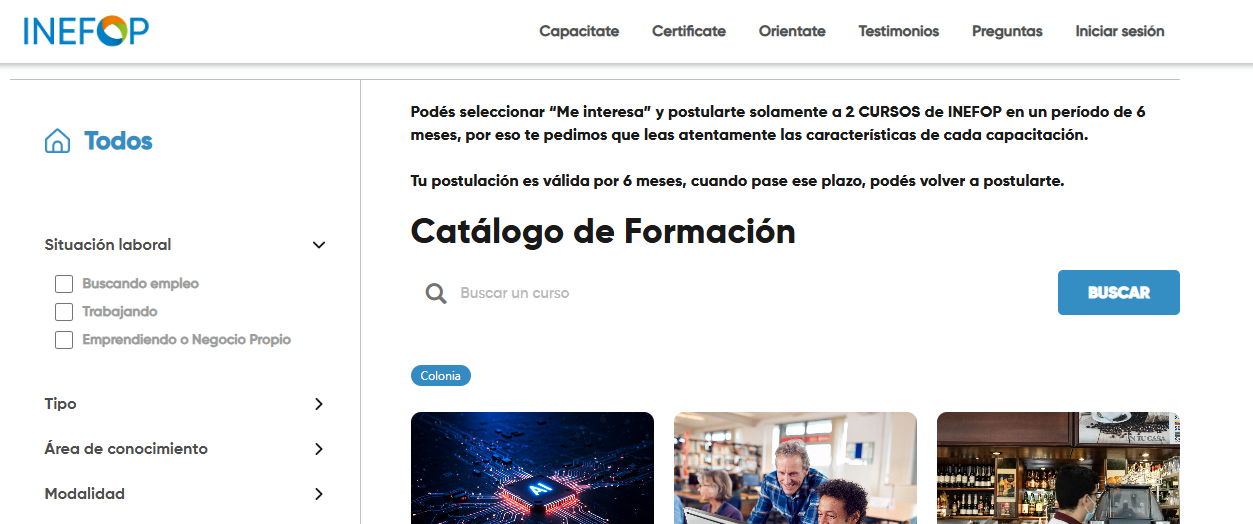 INEFOP
Capacitate
Certificate
Orientate
Testimonios
Preguntas
Iniciar sesión
Todos
Situación laboral
Buscando empleo
Trabajando
Emprendiendo o Negocio Propio
Tipo
Área de conocimiento
Modalidad
Podés seleccionar “Me interesa” y postularte solamente a 2 CURSOS de INEFOP en un período de 6
meses, por eso te pedimos que leas atentamente las características de cada capacitación.
Tu postulación es válida por 6 meses, cuando pase ese plazo, podés volver a postularte.
Catálogo de Formación
Buscar un curso
BUSCAR
Colonia
AI
EN TU CASA